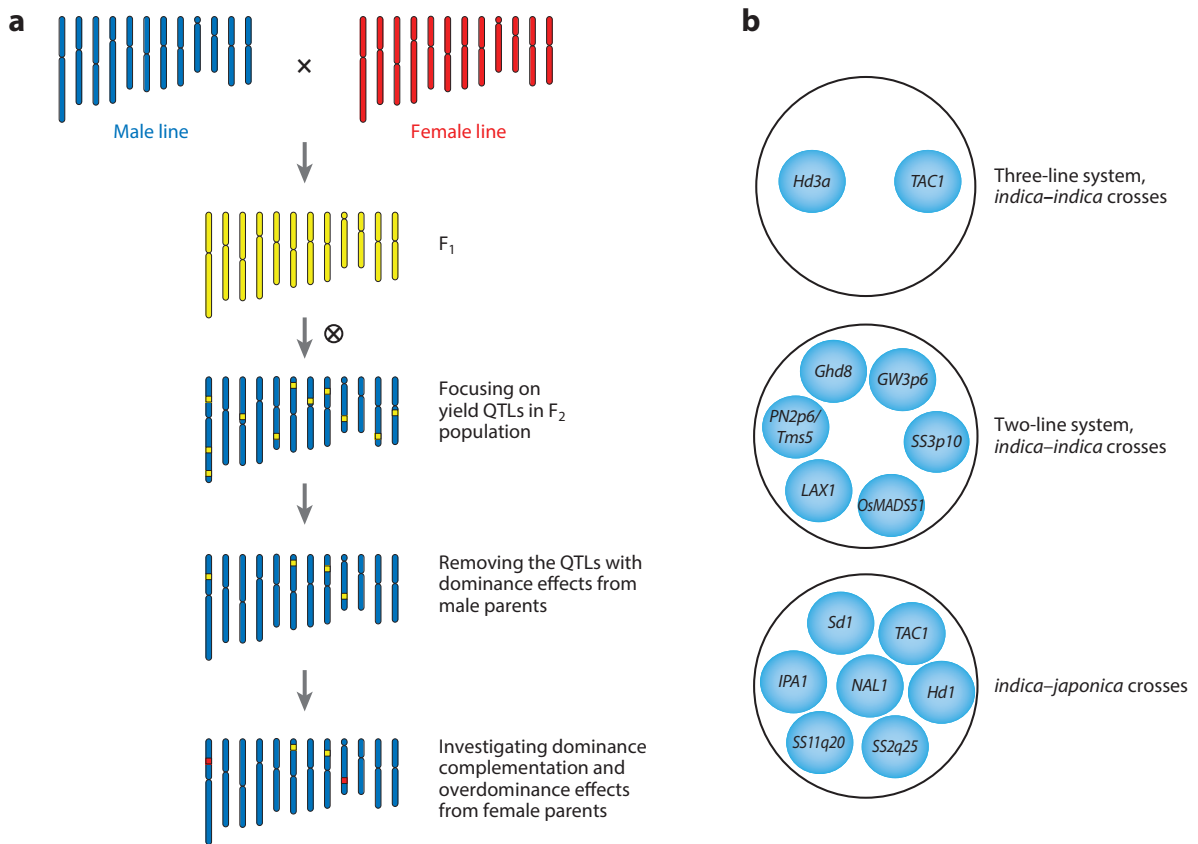 a
×
Male line
Female line
F1
⊗
Focusing on
yield QTLs in F2
population
Removing the QTLs with
dominance effects from
male parents
Investigating dominance
complementation and
overdominance effects
from female parents
b
Hd3a
TAC1
Three-line system,
indica–indica crosses
Ghd8
GW3p6
PN2p6/
Tms5
SS3p10
LAX1
OsMADS51
Two-line system,
indica–indica crosses
Sd1
TAC1
IPA1
NAL1
Hd1
SS11q20
SS2q25
indica–japonica crosses